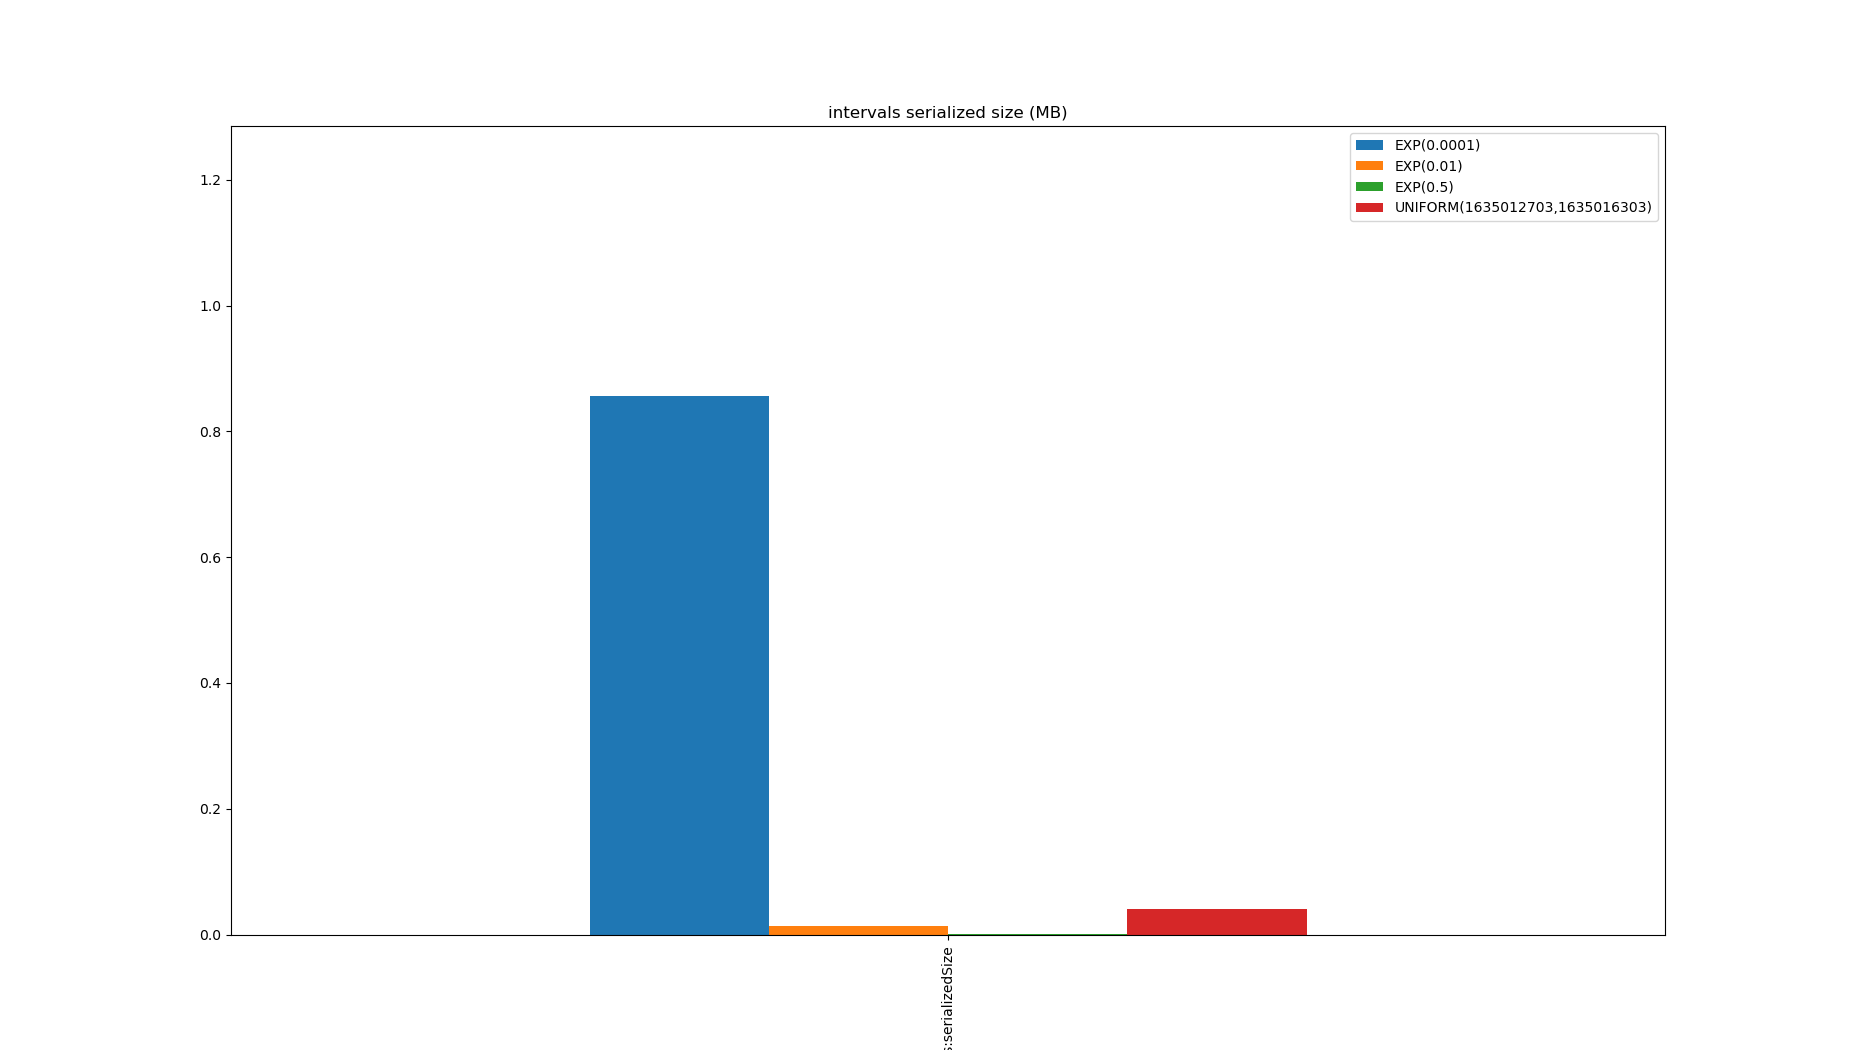 intervals serialized size (MB)
EXP(0.0001)
EXP(0.01)
EXP(0.5)
UNIFORM(1635012703,1635016303)
1.2
1.0
0.8
0.6
0.4
0.2
0.0
s:serializedSize